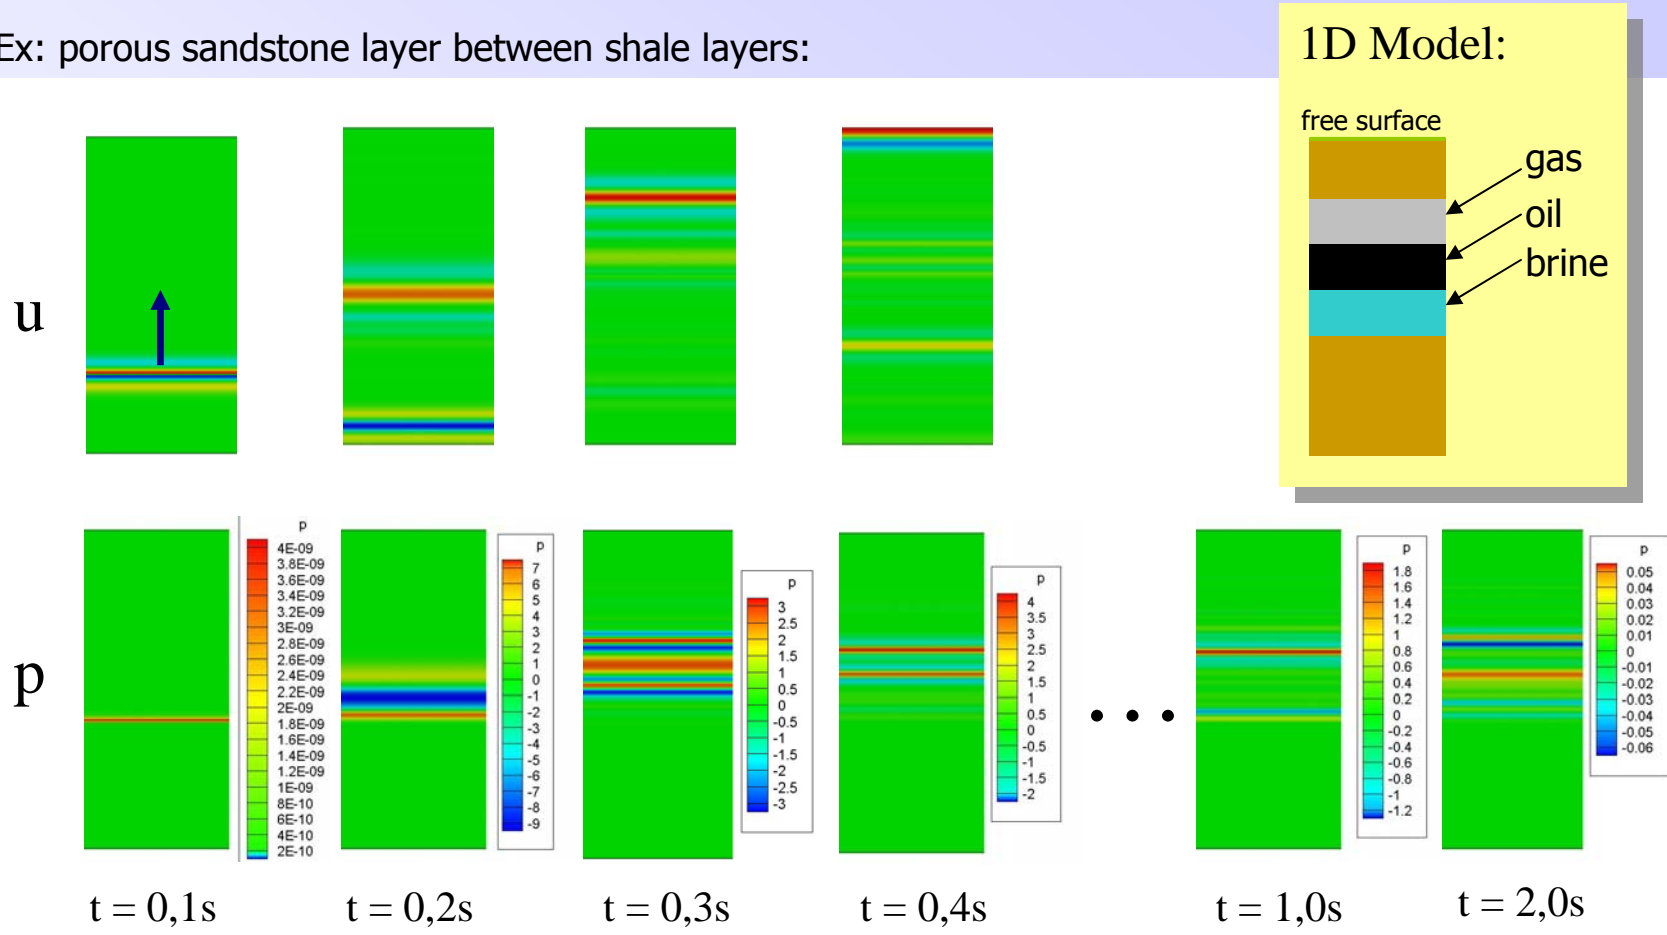 Ex: porous sandstone layer between shale layers:
1D Model:
free surface
gas
oil
brine
u
p
p
4E-09
3.8E-09
3.6E-09
3.4E-09
3.2E-09
3E-09
2.8E-09
2.6E-09
2.4E-09
2.2E-09
2E-09
1.8E-09
1.6E-09
1.4E-09
1.2E-09
1E-09
8E-10
6E-10
4E-10
2E-10
p
7
6
5
4
3
2
1
0
-1
-2
-3
-4
-5
-6
-7
-8
-9
p
3
2.5
2
1.5
1
0.5
0
-0.5
-1
-1.5
-2
-2.5
-3
p
4
3.5
3
2.5
2
1.5
1
0.5
0
-0.5
-1
-1.5
-2
. . .
p
1.8
1.6
1.4
1.2
1
0.8
0.6
0.4
0.2
0
-0.2
-0.4
-0.6
-0.8
-1
-1.2
p
0.05
0.04
0.03
0.02
0.01
0
-0.01
-0.02
-0.03
-0.04
-0.05
-0.06
t = 0,1s
t = 0,2s
t = 0,3s
t = 0,4s
t = 1,0s
t = 2,0s